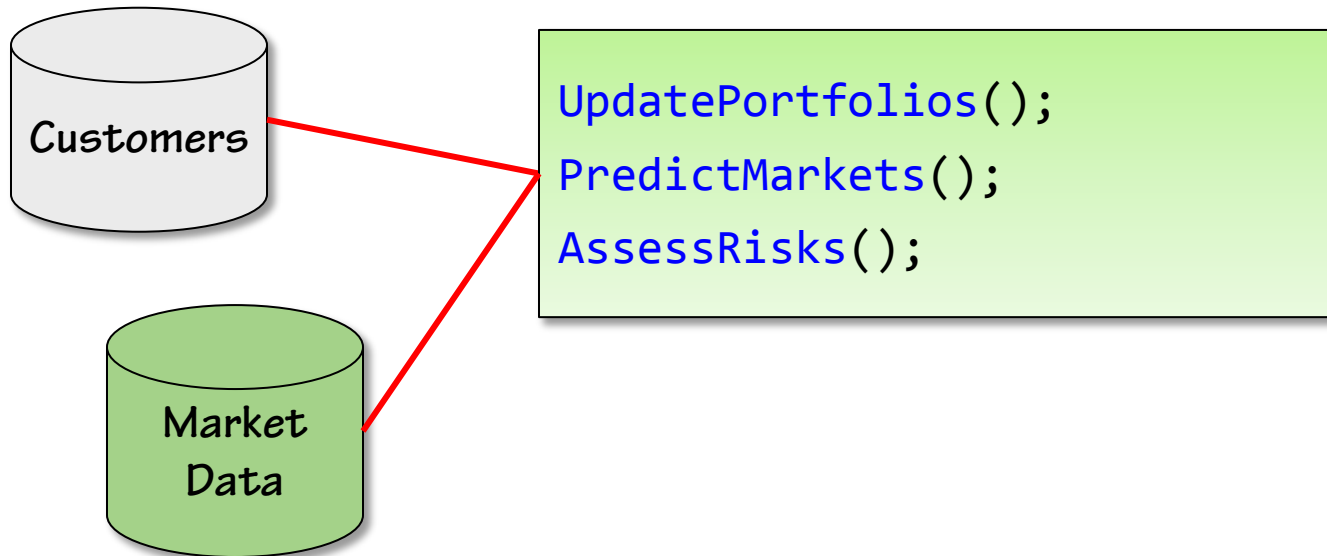 Customers
UpdatePortfolios();
PredictMarkets();
AssessRisks();
Market
Data